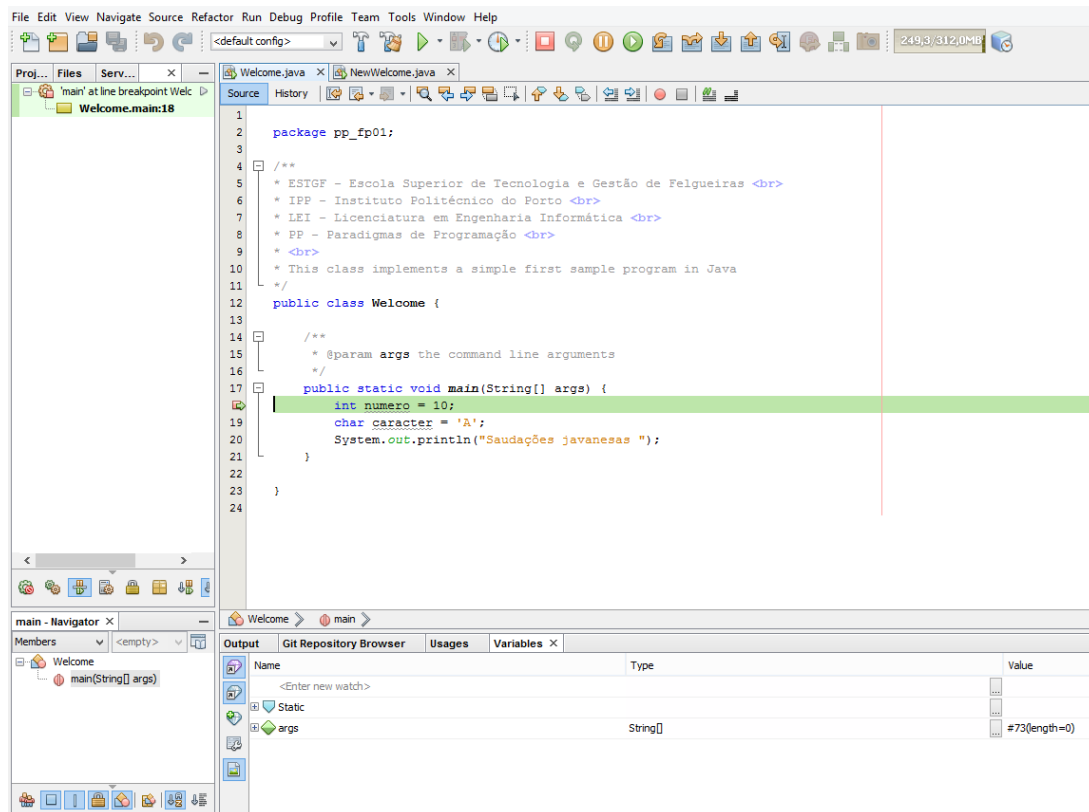 File Edit View Navigate Source Refactor Run Debug Profile Team Tools Window Help
<default config>
249,3/312,0MB
Proj... Files Serv...
'main' at line breakpoint Welc
Welcome.main:18
Welcome.java NewWelcome.java
Source History
1
2 package pp_fp01;
3
4 /**
5 * ESTGF - Escola Superior de Tecnologia e Gestão de Felgueiras <br>
6 * IPP - Instituto Politécnico do Porto <br>
7 * LEI - Licenciatura em Engenharia Informática <br>
8 * PP - Paradigmas de Programação <br>
9 * <br>
10 * This class implements a simple first sample program in Java
11 */
12 public class Welcome {
13
14 /**
15 * @param args the command line arguments
16 */
17 public static void main(String[] args) {
int numero = 10;
19 char caracter = 'A';
20 System.out.println("Saudações javanesas ");
21 }
22
23 }
24
Welcome main
main - Navigator
Members <empty>
Welcome
main(String[] args)
Output Git Repository Browser Usages Variables
Name Type Value
<Enter new watch>
Static
args String[] #73(length=0)